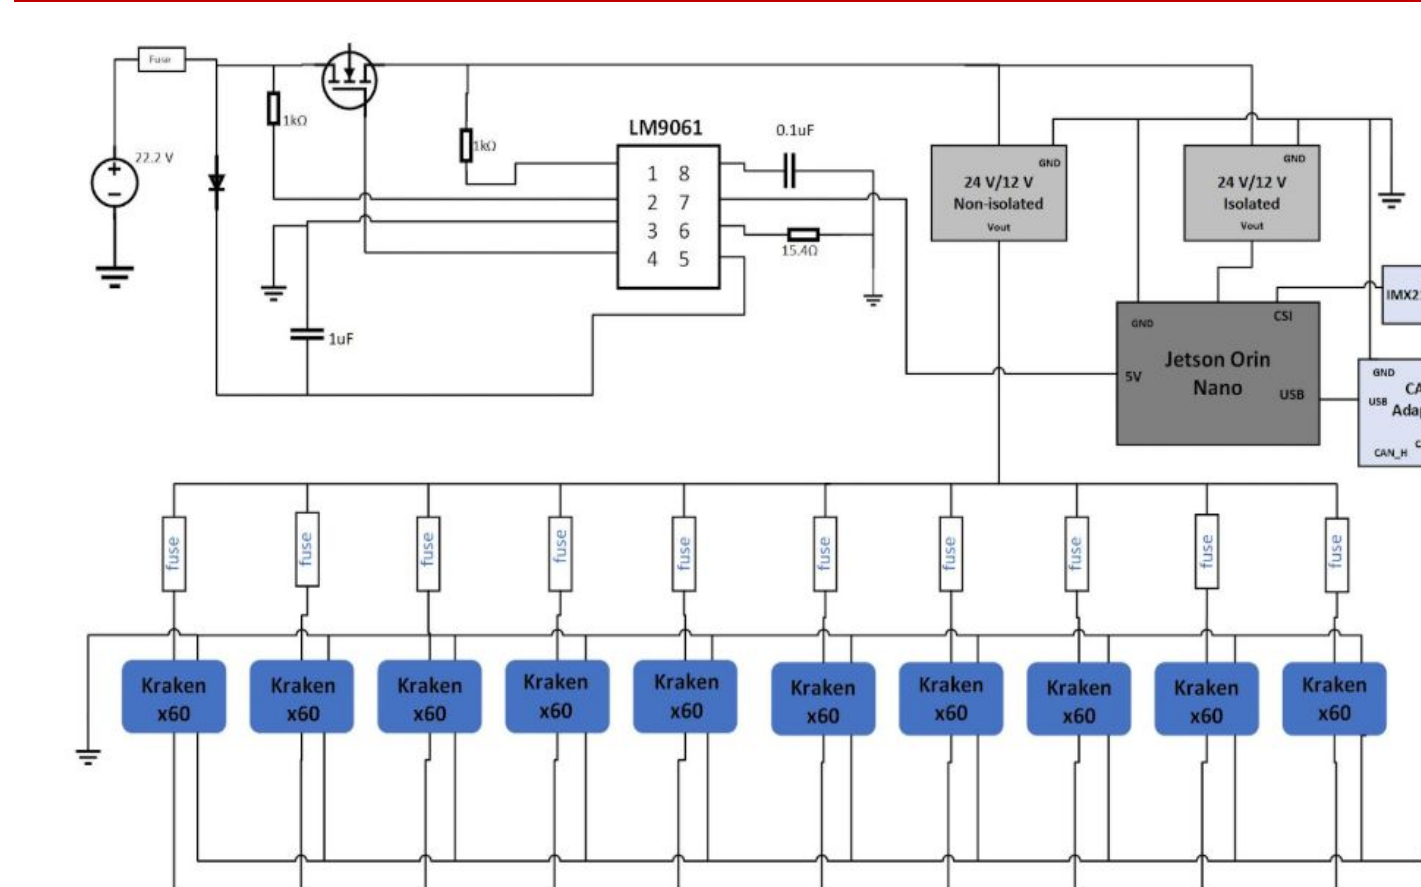 Fuse
22.2 V
1kΩ
1kΩ
LM9061
1 8
2 7
3 6
4 5
0.1uF
15.4Ω
1uF
GND
24 V/12 V
Non-isolated
Vout
GND
24 V/12 V
Isolated
Vout
GND
CSI
Jetson Orin
Nano
5V
USB
IMX2
GND
USB
CA
Adap
C
CAN_H
fuse
fuse
fuse
fuse
fuse
fuse
fuse
fuse
fuse
fuse
Kraken
x60
Kraken
x60
Kraken
x60
Kraken
x60
Kraken
x60
Kraken
x60
Kraken
x60
Kraken
x60
Kraken
x60
Kraken
x60